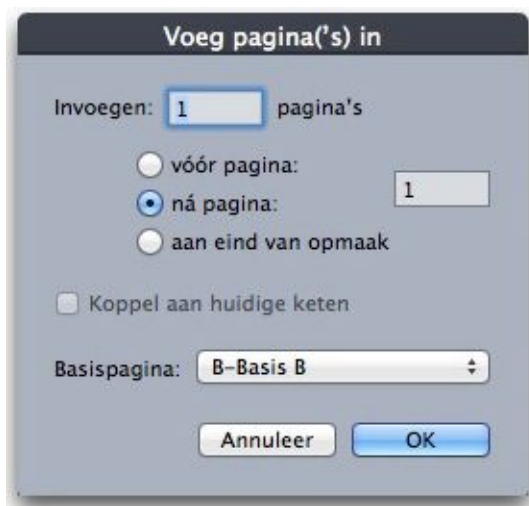 Voeg pagina('s) in
Invoegen: 1 pagina's
vóór pagina:
ná pagina: 1
aan eind van opmaak
Koppel aan huidige keten
Basispagina: B-Basis B
Annuleer OK